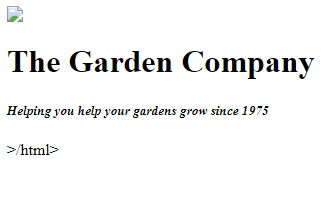 The Garden Company
Helping you help your gardens grow since 1975
>/html>